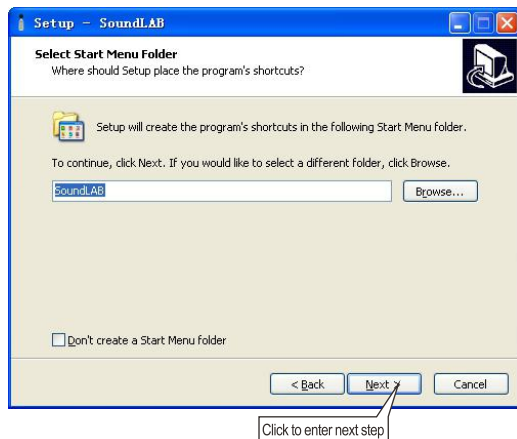 Setup - SoundLAB
Select Start Menu Folder
Where should Setup place the program's shortcuts?
Setup will create the program's shortcuts in the following Start Menu folder.
To continue, click Next. If you would like to select a different folder, click Browse.
SoundLAB
Browse...
Don't create a Start Menu folder
< Back
Next >
Cancel
Click to enter next step